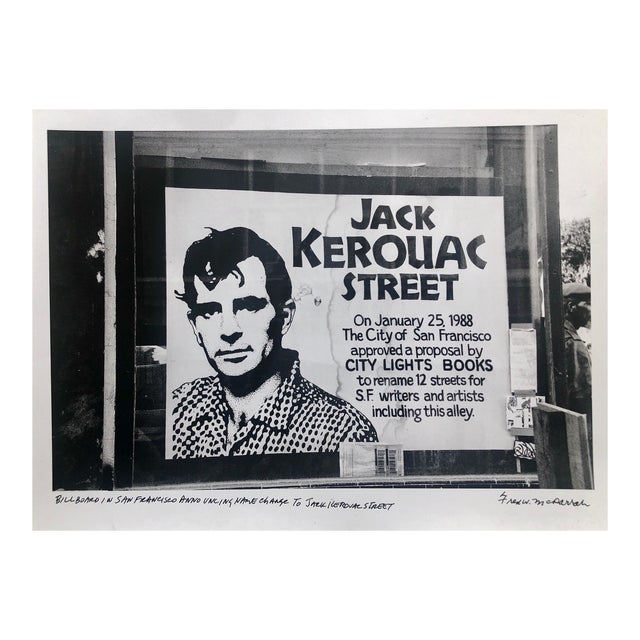 JACK
KEROUAC
STREET
On January 25, 1988
The City of San Francisco
approved a proposal by
CITY LIGHTS BOOKS
to rename 12 streets for
S.F. writers and artists
including this alley.
BILLBOARD IN SAN FRANCISCO ANNOUNCING NAME CHANGE TO JACK KEROUAC STREET
© Fred W. McDarrah